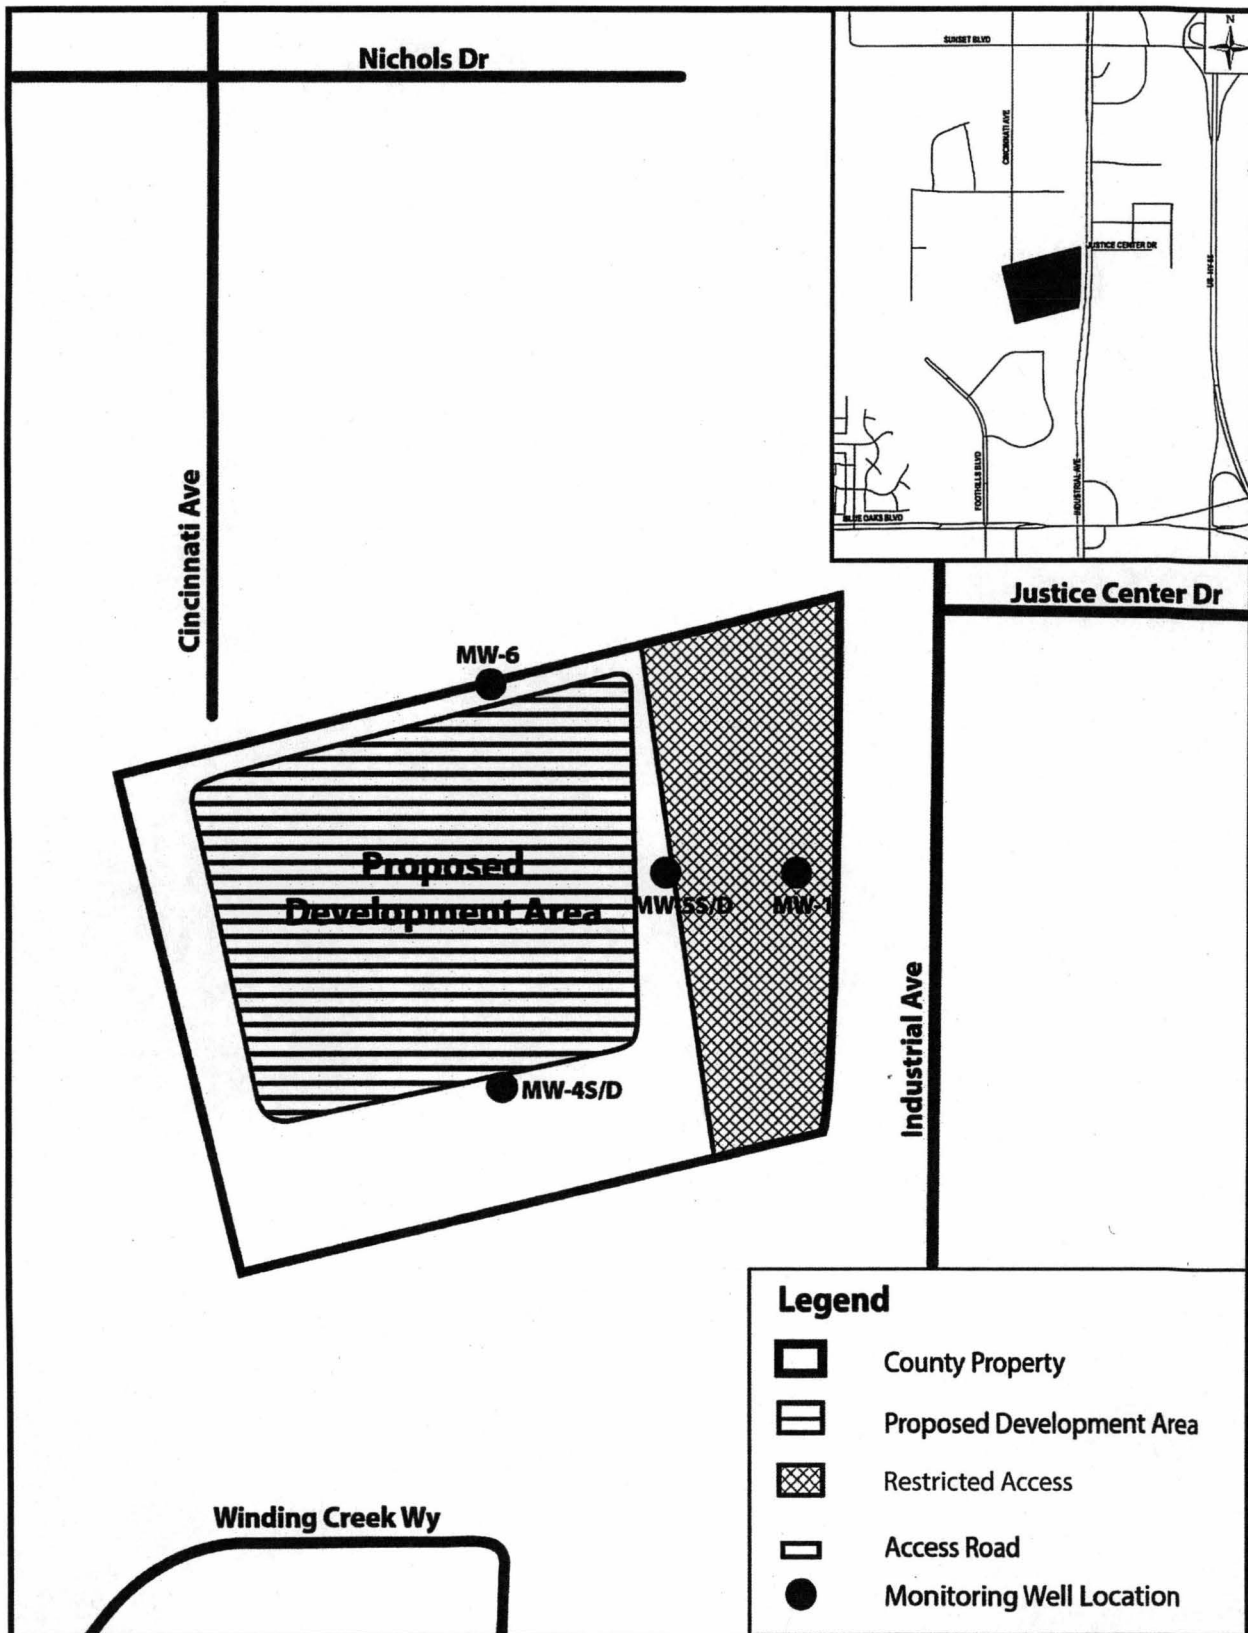 Nichols Dr
SUNSET BLVD
N
CINCINNATI AVE
JUSTICE CENTER DR
US HY 65
FOOTHILLS BLVD
INDUSTRIAL AVE
BLUE OAKS BLVD
Cincinnati Ave
Justice Center Dr
MW-6
Proposed
Development Area
MW-5S/D
MW-1
Industrial Ave
MW-4S/D
Legend
County Property
Proposed Development Area
Restricted Access
Access Road
Monitoring Well Location
Winding Creek Wy